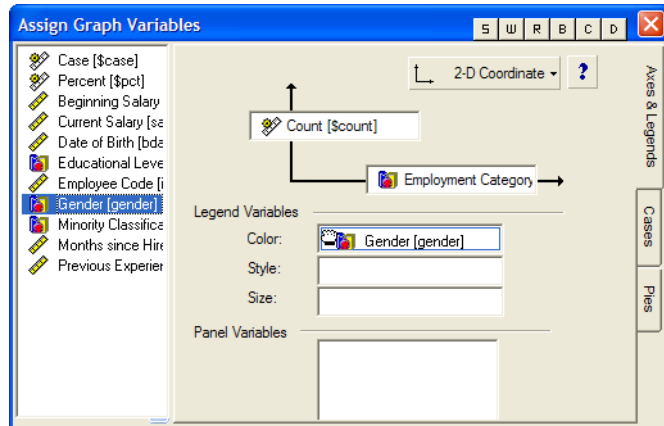 Assign Graph Variables
S W R B C D
Case [$case]
Percent [$pct]
Beginning Salary
Current Salary [sa
Date of Birth [bda
Educational Leve
Employee Code [i
Gender [gender]
Minority Classifica
Months since Hire
Previous Experier
2-D Coordinate
?
Count [$count]
Employment Category
Legend Variables
Color: Gender [gender]
Style:
Size:
Panel Variables
Axes & Legends
Cases
Pies